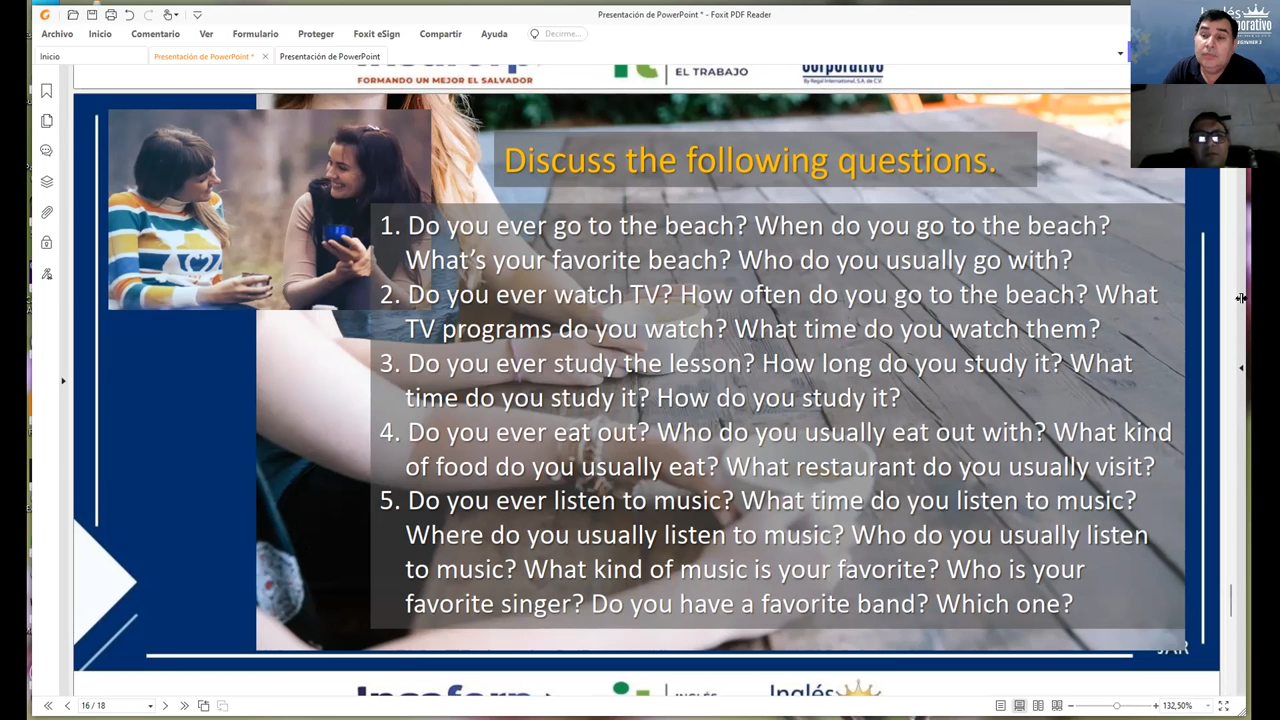 Presentación de PowerPoint * - Foxit PDF Reader
Archivo Inicio Comentario Ver Formulario Proteger Foxit eSign Compartir Ayuda Decirme...
Inicio Presentación de PowerPoint * Presentación de PowerPoint
FORMANDO UN MEJOR EL SALVADOR
EL TRABAJO
Corporativo
By Regal International, S.A. de C.V.
Inglés
Discuss the following questions.
1. Do you ever go to the beach? When do you go to the beach?
What's your favorite beach? Who do you usually go with?
2. Do you ever watch TV? How often do you go to the beach? What
TV programs do you watch? What time do you watch them?
3. Do you ever study the lesson? How long do you study it? What
time do you study it? How do you study it?
4. Do you ever eat out? Who do you usually eat out with? What kind
of food do you usually eat? What restaurant do you usually visit?
5. Do you ever listen to music? What time do you listen to music?
Where do you usually listen to music? Who do you usually listen
to music? What kind of music is your favorite? Who is your
favorite singer? Do you have a favorite band? Which one?
JAR
Inglés
16 / 18
132,50%